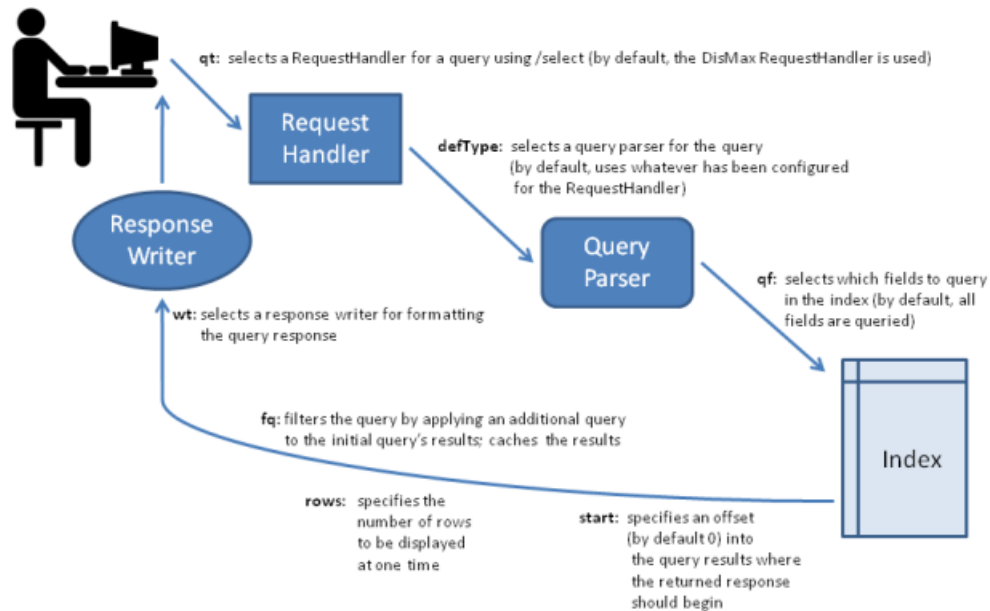 qt: selects a RequestHandler for a query using /select (by default, the DisMax RequestHandler is used)
Request
Handler
defType: selects a query parser for the query
(by default, uses whatever has been configured
for the RequestHandler)
Response
Writer
Query
Parser
qf: selects which fields to query
in the index (by default, all
fields are queried)
wt: selects a response writer for formatting
the query response
fq: filters the query by applying an additional query
to the initial query's results; caches the results
Index
rows: specifies the
number of rows
to be displayed
at one time
start: specifies an offset
(by default 0) into
the query results where
the returned response
should begin